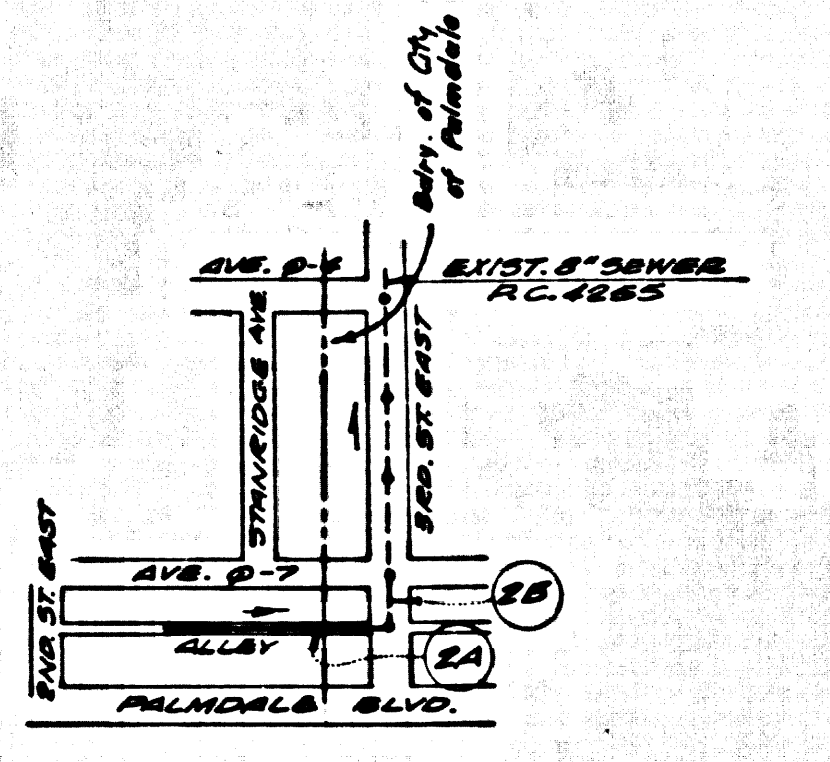 Bdry. of City
of Palmdale
AVE. Q-6
EXIST. 8" SEWER
P.C. 4265
STANRIDGE AVE.
3RD. ST. EAST
2ND. ST. EAST
AVE. Q-7
2B
ALLEY
2A
PALMDALE BLVD.